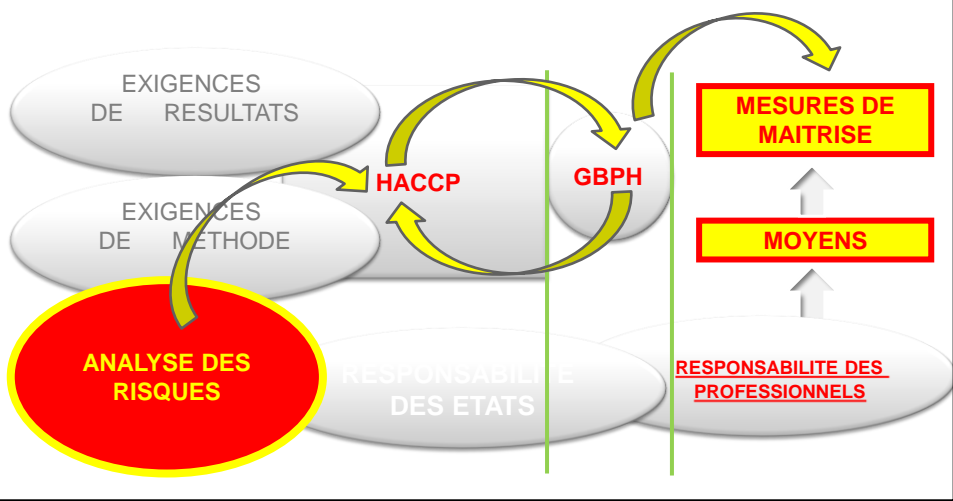 EXIGENCES
DE RESULTATS
MESURES DE
MAITRISE
HACCP
GBPH
EXIGENCES
DE METHODE
MOYENS
ANALYSE DES
RISQUES
RESPONSABILITE
DES ETATS
RESPONSABILITE DES
PROFESSIONNELS